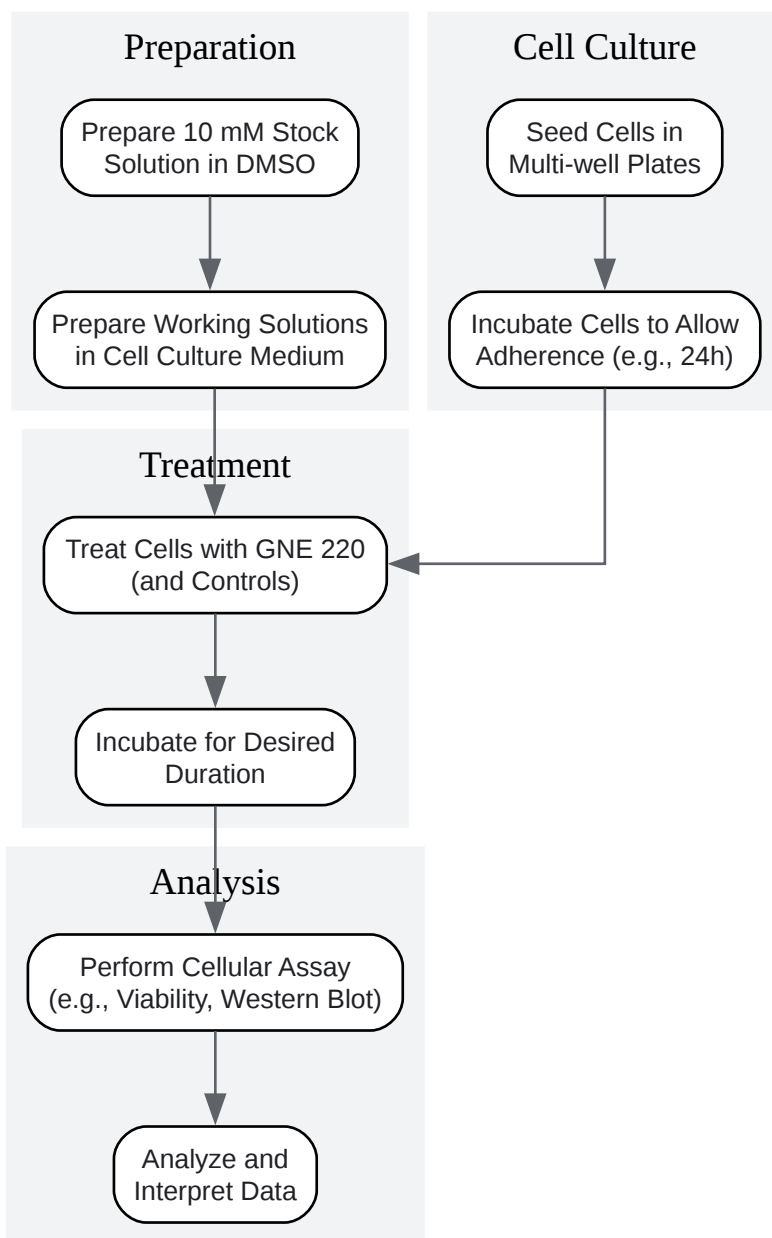 Preparation
Prepare 10 mM Stock
Solution in DMSO
Prepare Working Solutions
in Cell Culture Medium
Cell Culture
Seed Cells in
Multi-well Plates
Incubate Cells to Allow
Adherence (e.g., 24h)
Treatment
Treat Cells with GNE 220
(and Controls)
Incubate for Desired
Duration
Analysis
Perform Cellular Assay
(e.g., Viability, Western Blot)
Analyze and
Interpret Data